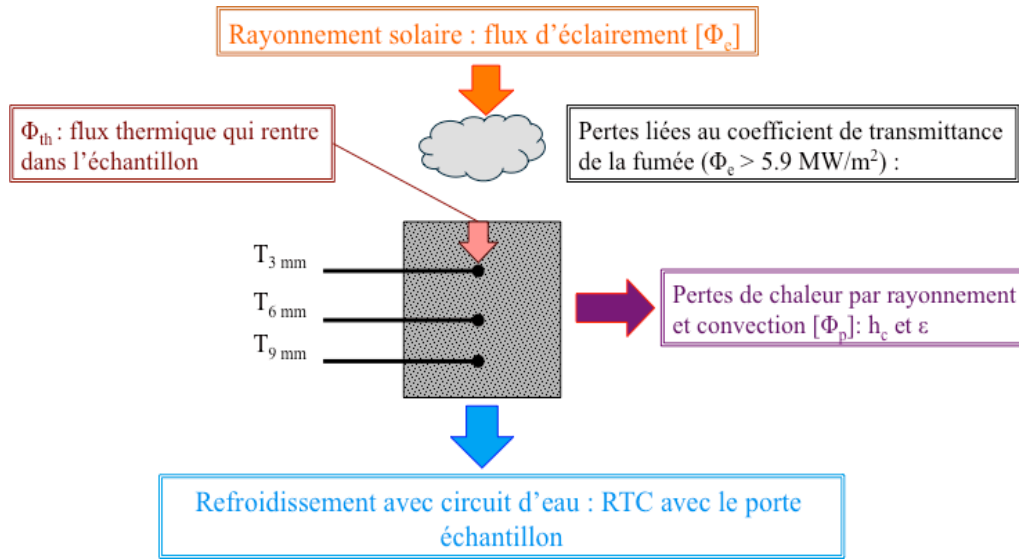 Rayonnement solaire : flux d’éclairement [Φe]
Φth : flux thermique qui rentre
dans l’échantillon
Pertes liées au coefficient de transmittance
de la fumée (Φe > 5.9 MW/m²) :
T3 mm
T6 mm
T9 mm
Pertes de chaleur par rayonnement
et convection [Φp]: hc et ε
Refroidissement avec circuit d’eau : RTC avec le porte
échantillon